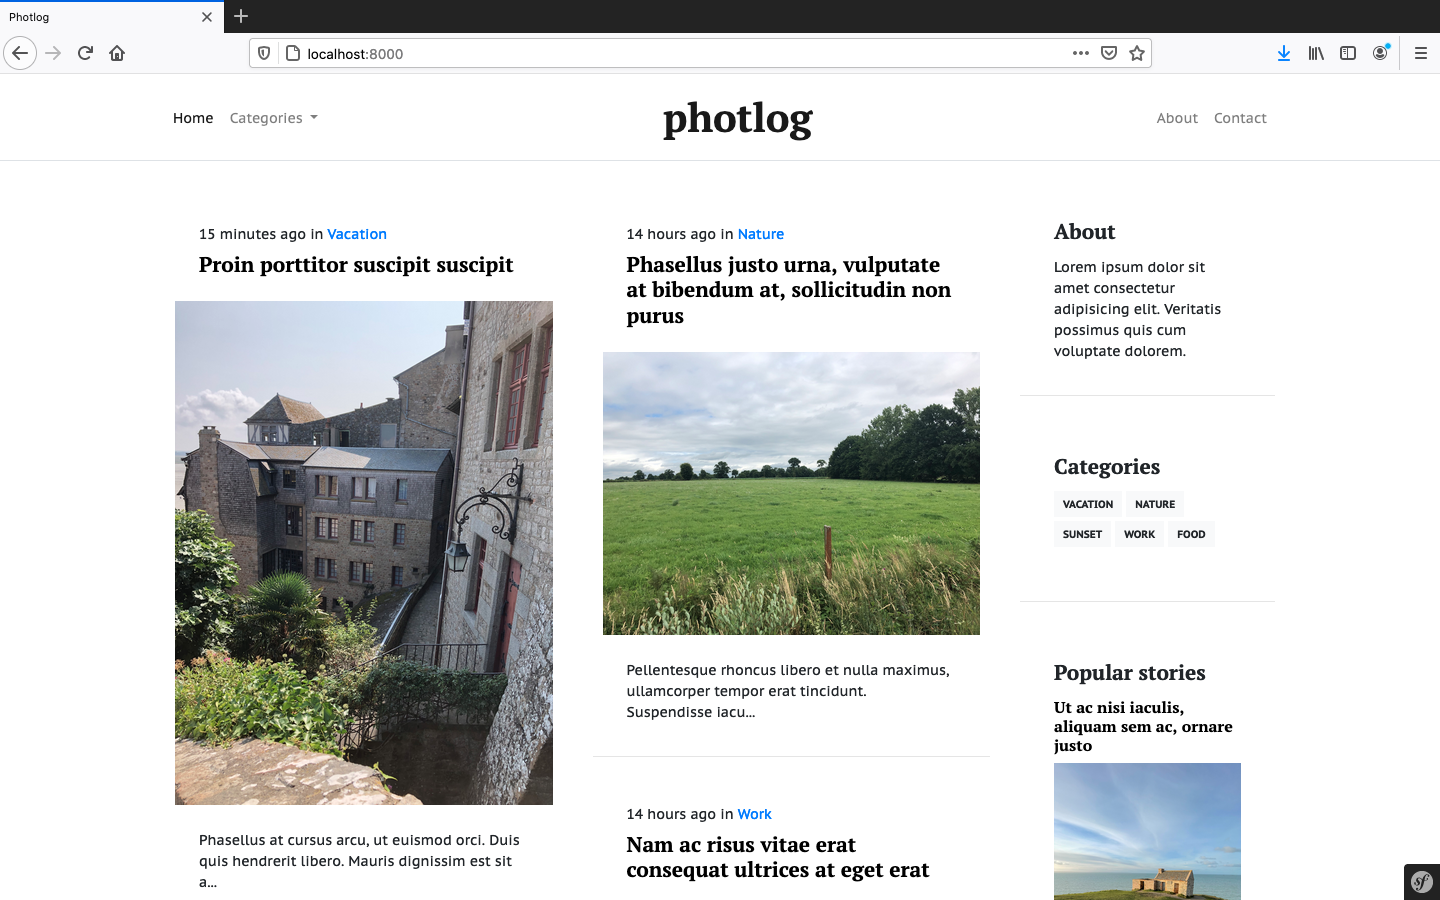 Photlog
localhost:8000
Home
Categories
photlog
About
Contact
15 minutes ago in Vacation
Proin porttitor suscipit suscipit
Phasellus at cursus arcu, ut euismod orci. Duis
quis hendrerit libero. Mauris dignissim est sit
a...
14 hours ago in Nature
Phasellus justo urna, vulputate
at bibendum at, sollicitudin non
purus
Pellentesque rhoncus libero et nulla maximus,
ullamcorper tempor erat tincidunt.
Suspendisse iacu...
14 hours ago in Work
Nam ac risus vitae erat
consequat ultrices at eget erat
About
Lorem ipsum dolor sit
amet consectetur
adipisicing elit. Veritatis
possimus quis cum
voluptate dolorem.
Categories
VACATION
NATURE
SUNSET
WORK
FOOD
Popular stories
Ut ac nisi iaculis,
aliquam sem ac, ornare
justo
sf